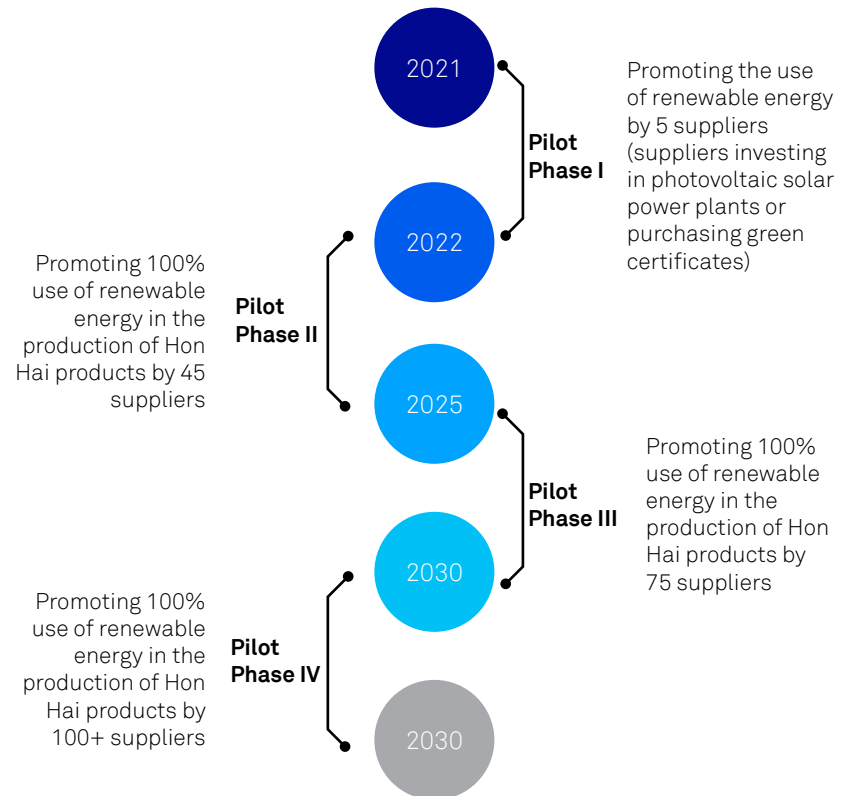 2021
Pilot
Phase I
Promoting the use
of renewable energy
by 5 suppliers
(suppliers investing
in photovoltaic solar
power plants or
purchasing green
certificates)
2022
Promoting 100%
use of renewable
energy in the
production of Hon
Hai products by 45
suppliers
Pilot
Phase II
2025
Pilot
Phase III
Promoting 100%
use of renewable
energy in the
production of Hon
Hai products by
75 suppliers
2030
Promoting 100%
use of renewable
energy in the
production of Hon
Hai products by
100+ suppliers
Pilot
Phase IV
2030